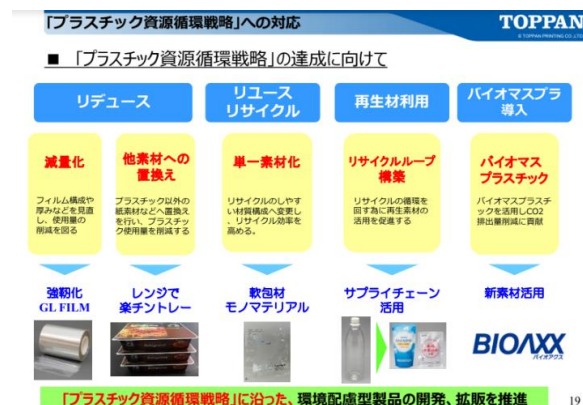 「プラスチック資源循環戦略」への対応
TOPPAN
© TOPPAN PRINTING CO.,LTD
■ 「プラスチック資源循環戦略」の達成に向けて
リデュース
リユース
リサイクル
再生材利用
バイオマスプラ
導入
減量化
フィルム構成や
厚みなどを見直
し、使用量の
削減を図る
他素材への
置換え
プラスチック以外の
紙素材などへ置換え
を行い、プラスチッ
ク使用量を削減する
単一素材化
リサイクルのしやす
い材質構成へ変更し
、リサイクル効率を
高める。
リサイクルループ
構築
リサイクルの循環を
回す為に再生素材の
活用を促進する
バイオマス
プラスチック
バイオマスプラスチ
ックを活用しCO2
排出量削減に貢献
強靭化
GL FILM
レンジで
楽チントレー
軟包材
モノマテリアル
サプライチェーン
活用
新素材活用
BIOAXX
バイオアクス
「プラスチック資源循環戦略」に沿った、環境配慮型製品の開発、拡販を推進
19